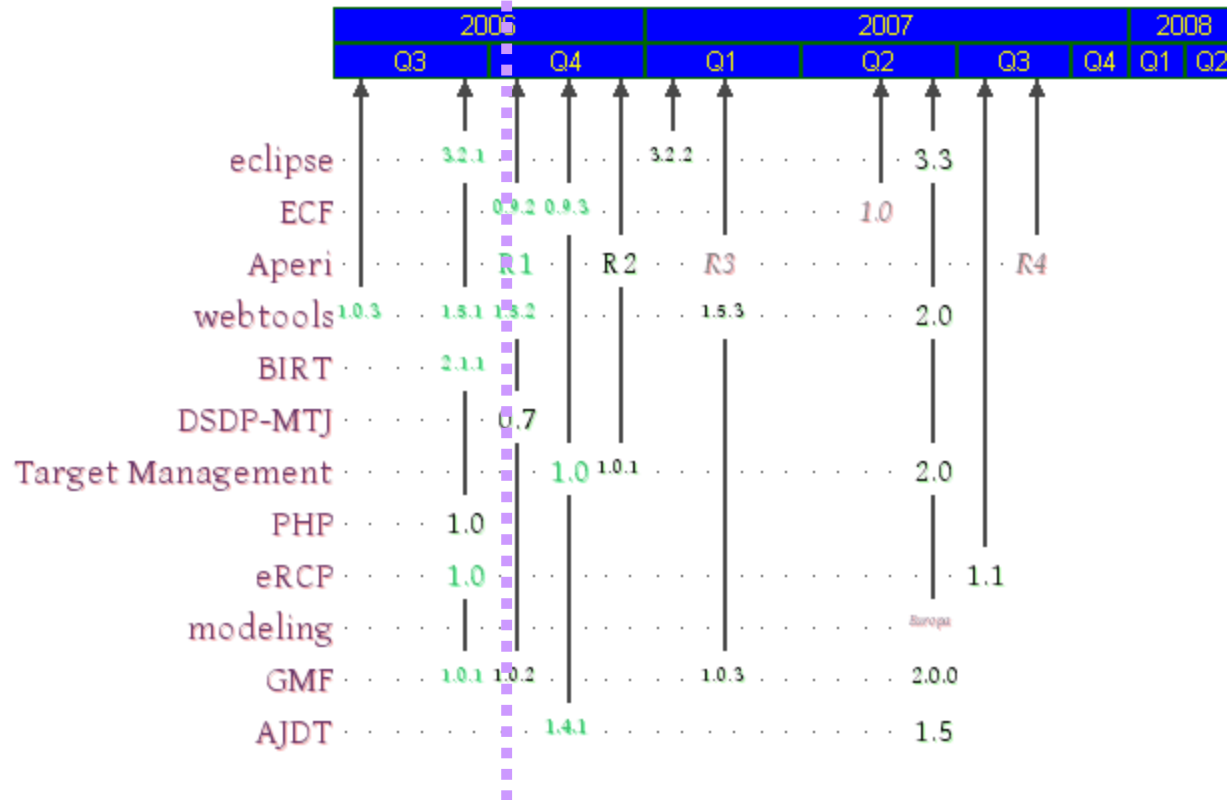 2006 2007 2008
Q3 Q4 Q1 Q2 Q3 Q4 Q1 Q2
eclipse 3.2.1 3.2.2 3.3
ECF 0.9.2 0.9.3 1.0
Aperi R1 R2 R3 R4
webtools 1.0.3 1.5.1 1.5.2 1.5.3 2.0
BIRT 2.1.1
DSDP-MTJ 0.7
Target Management 1.0 1.0.1 2.0
PHP 1.0
eRCP 1.0 1.1
modeling Europa
GMF 1.0.1 1.0.2 1.0.3 2.0.0
AJDT 1.4.1 1.5